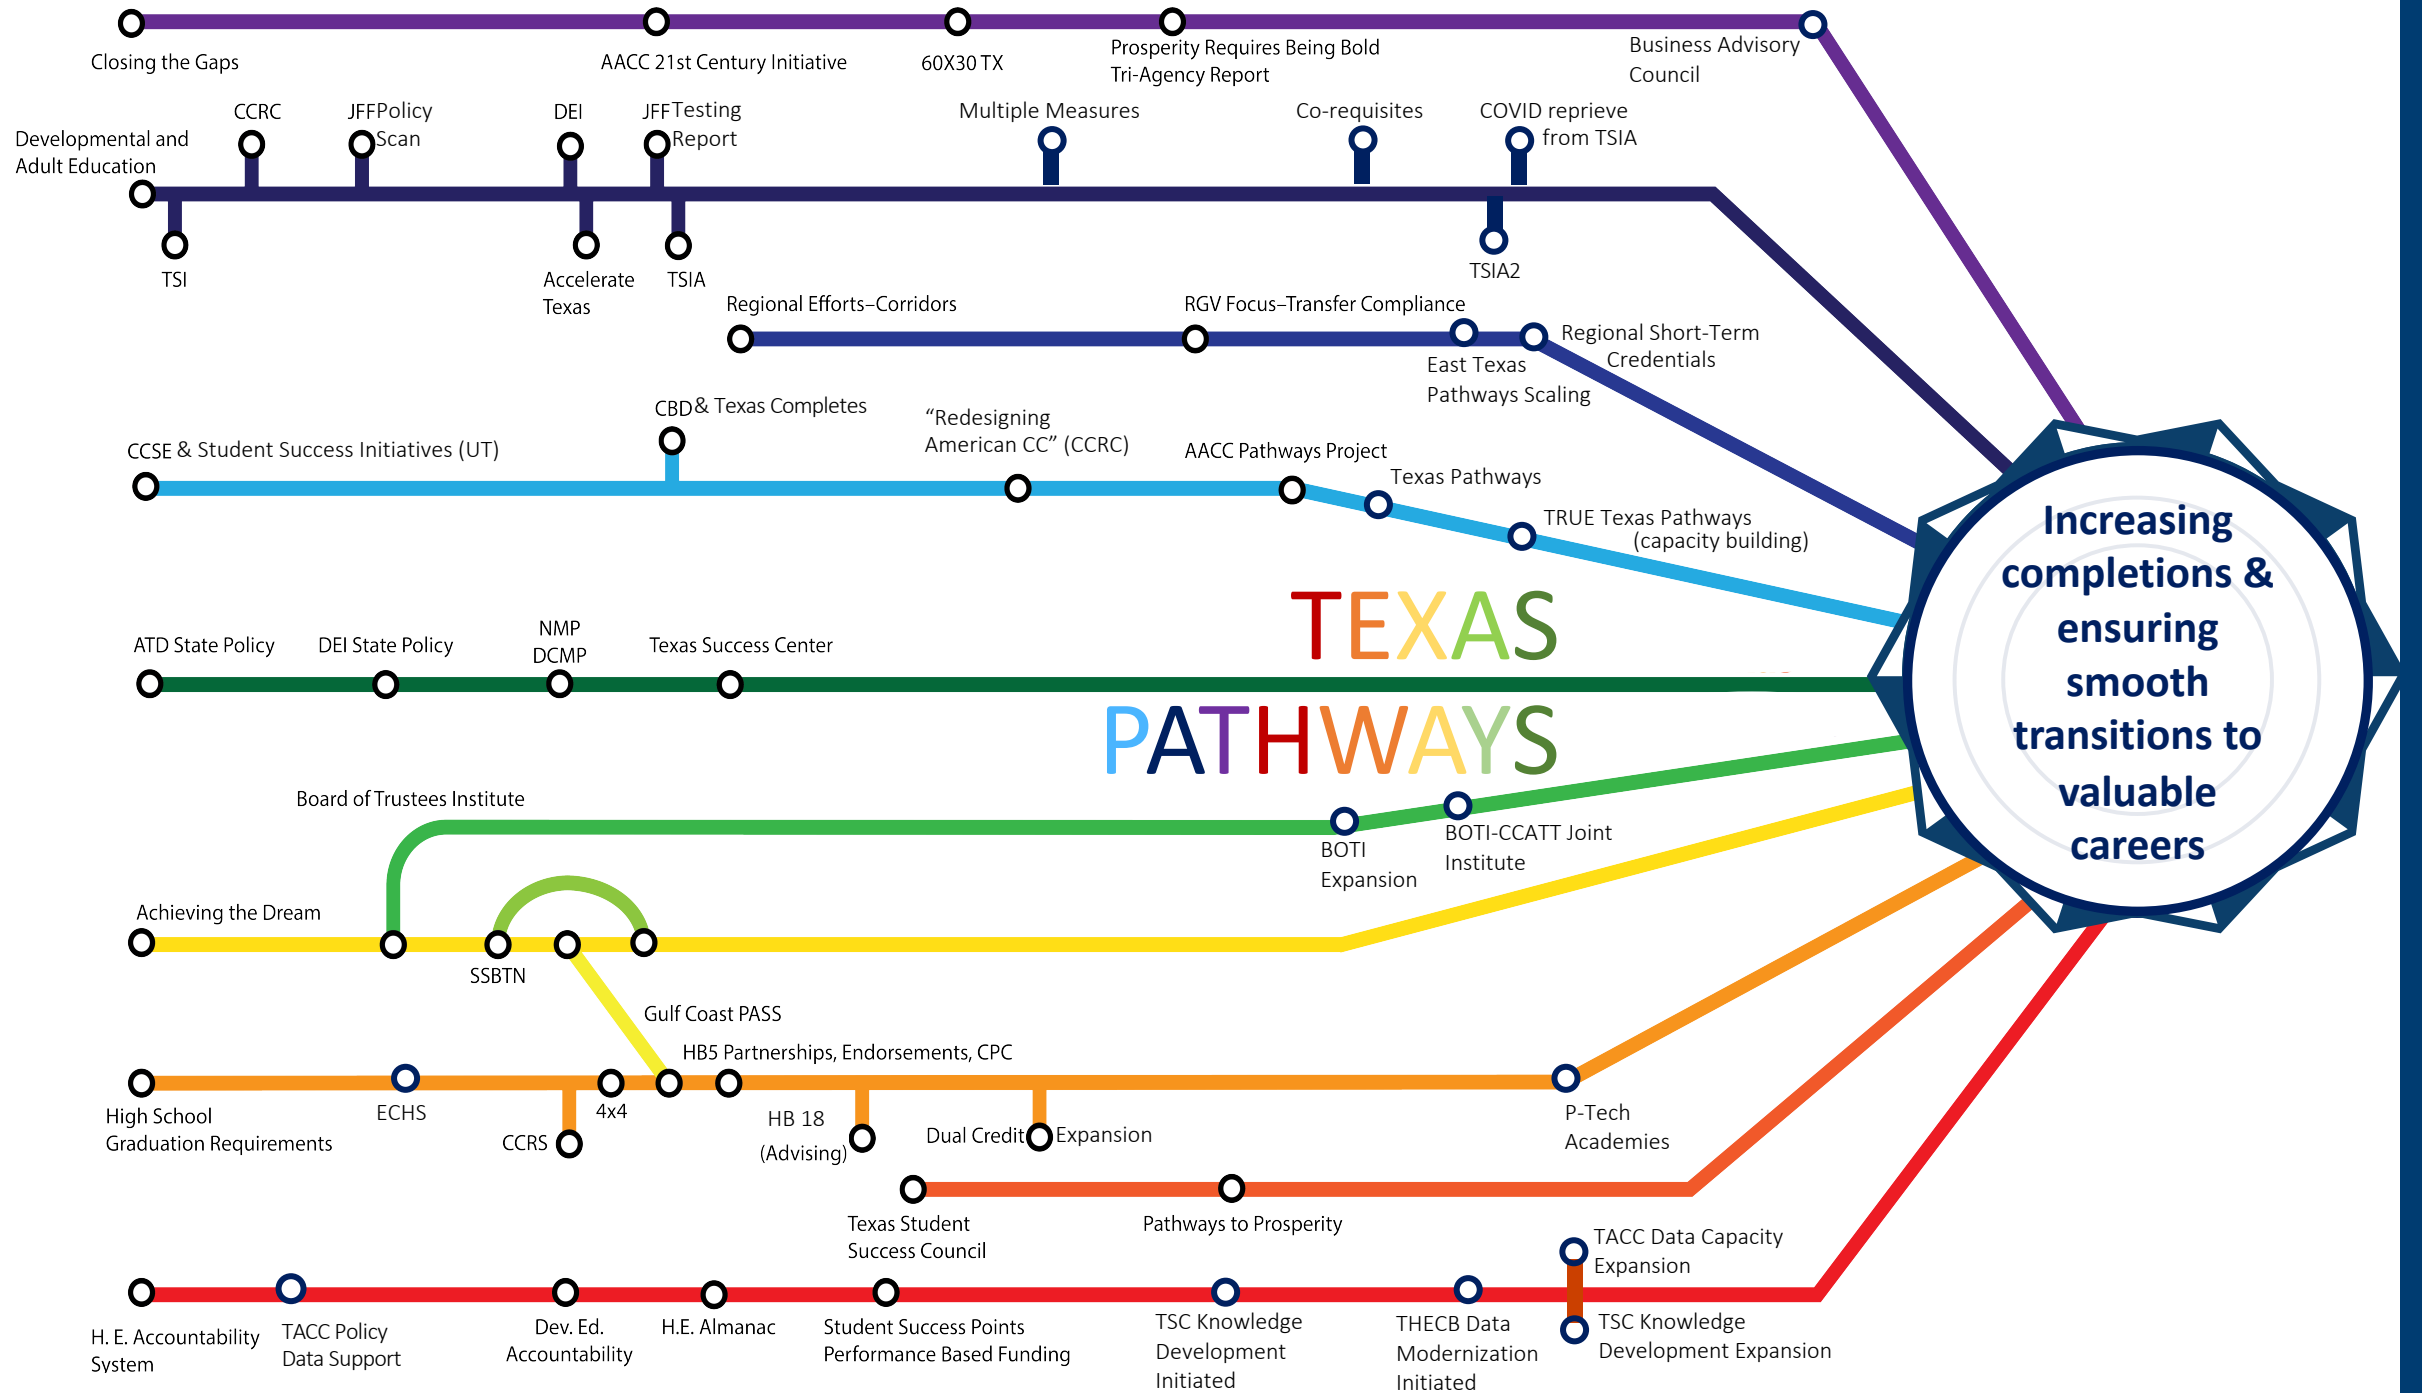 Closing the Gaps
AACC 21st Century Initiative
60X30 TX
Prosperity Requires Being Bold
Tri-Agency Report
Business Advisory
Council
Developmental and
Adult Education
CCRC
JFF Policy
Scan
DEI
JFF Testing
Report
Multiple Measures
Co-requisites
COVID reprieve
from TSIA
TSI
Accelerate
Texas
TSIA
TSIA2
Regional Efforts–Corridors
RGV Focus–Transfer Compliance
East Texas
Pathways Scaling
Regional Short-Term
Credentials
CCSE & Student Success Initiatives (UT)
CBD & Texas Completes
“Redesigning
American CC” (CCRC)
AACC Pathways Project
Texas Pathways
TRUE Texas Pathways
(capacity building)
TEXAS
PATHWAYS
ATD State Policy
DEI State Policy
NMP
DCMP
Texas Success Center
Board of Trustees Institute
BOTI
Expansion
BOTI-CCATT Joint
Institute
Achieving the Dream
SSBTN
Gulf Coast PASS
HB5 Partnerships, Endorsements, CPC
High School
Graduation Requirements
ECHS
CCRS
4x4
HB 18
(Advising)
Dual Credit Expansion
P-Tech
Academies
Texas Student
Success Council
Pathways to Prosperity
H. E. Accountability
System
TACC Policy
Data Support
Dev. Ed.
Accountability
H.E. Almanac
Student Success Points
Performance Based Funding
TSC Knowledge
Development
Initiated
THECB Data
Modernization
Initiated
TACC Data Capacity
Expansion
TSC Knowledge
Development Expansion
Increasing
completions &
ensuring
smooth
transitions to
valuable
careers